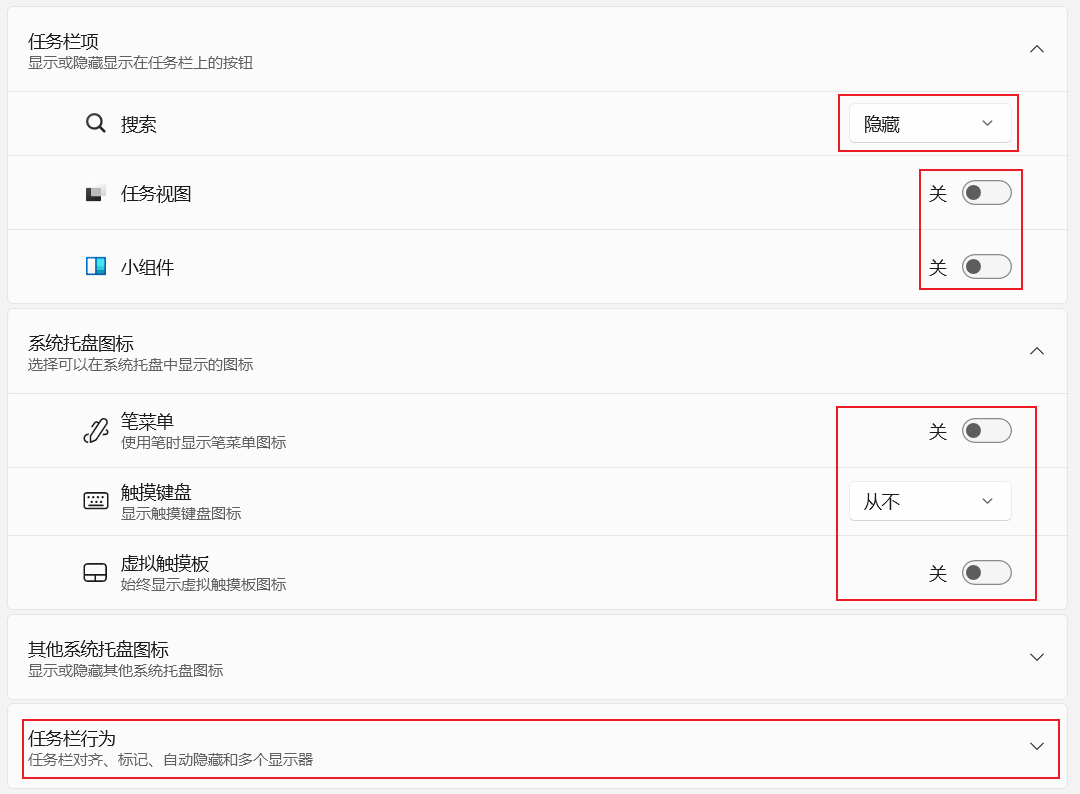 任务栏项
显示或隐藏显示在任务栏上的按钮
搜索
隐藏
任务视图
关
小组件
关
系统托盘图标
选择可以在系统托盘中显示的图标
笔菜单
使用笔时显示笔菜单图标
关
触摸键盘
显示触摸键盘图标
从不
虚拟触摸板
始终显示虚拟触摸板图标
关
其他系统托盘图标
显示或隐藏其他系统托盘图标
任务栏行为
任务栏对齐、标记、自动隐藏和多个显示器